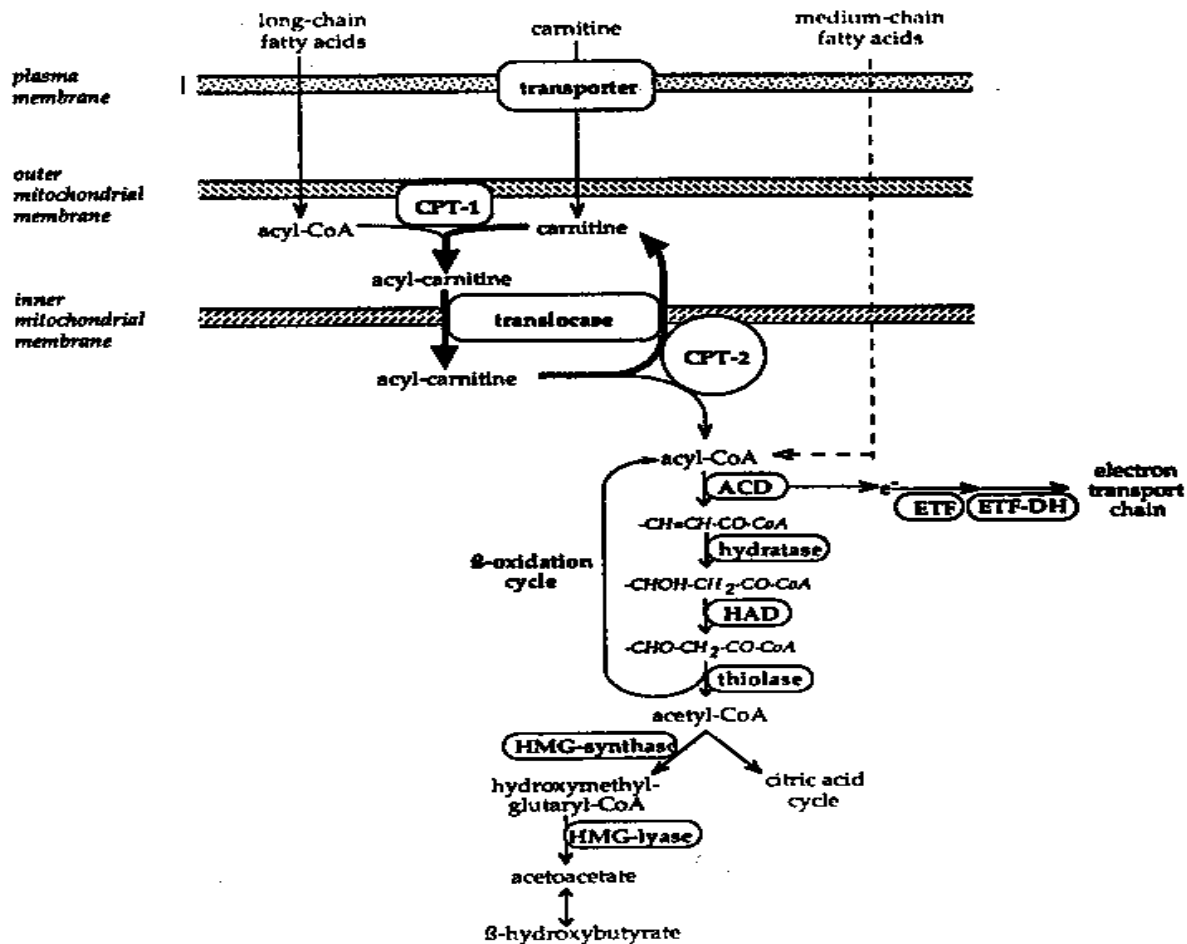 long-chain
fatty acids
carnitine
medium-chain
fatty acids
plasma
membrane
transporter
outer
mitochondrial
membrane
CPT-1
acyl-CoA
carnitine
acyl-carnitine
inner
mitochondrial
membrane
translocase
CPT-2
acyl-carnitine
acyl-CoA
ACD
e-
ETF
ETF-DH
electron
transport
chain
-CH=CH-CO-CoA
hydratase
ß-oxidation
cycle
-CHOH-CH2-CO-CoA
HAD
-CHO-CH2-CO-CoA
thiolase
acetyl-CoA
HMG-synthase
hydroxymethyl-
glutaryl-CoA
citric acid
cycle
HMG-lyase
acetoacetate
ß-hydroxybutyrate